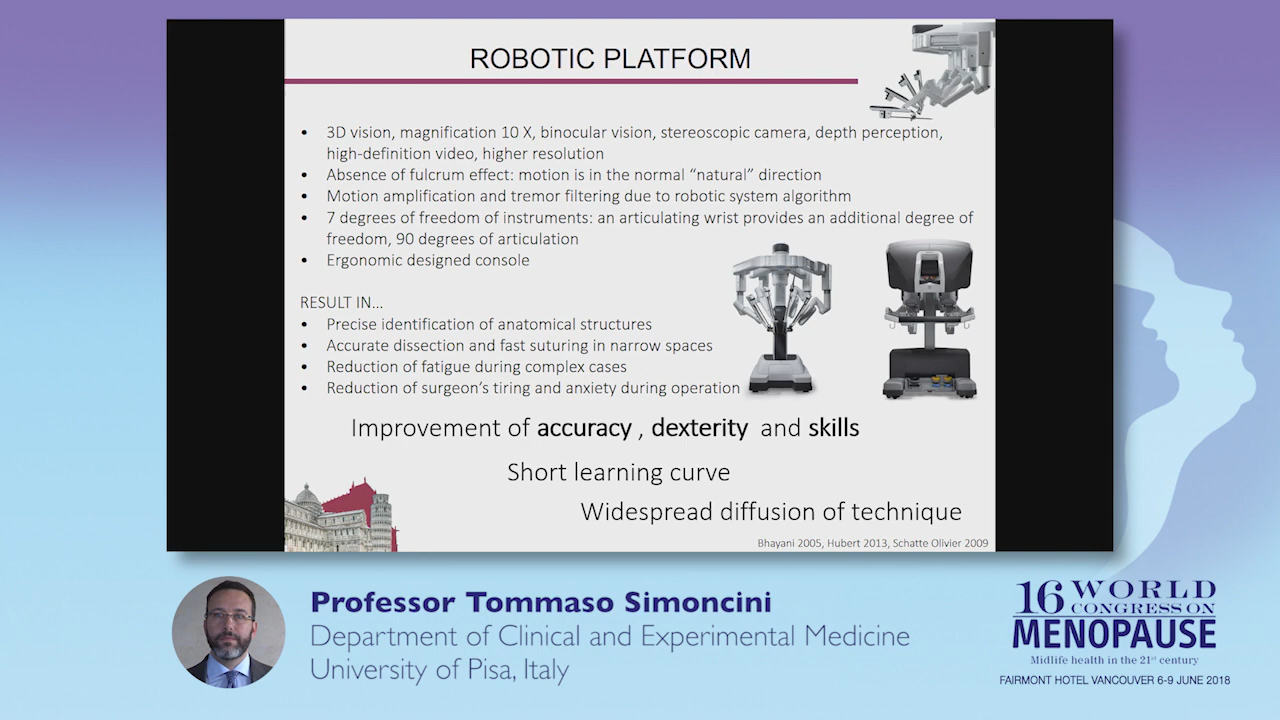 ROBOTIC PLATFORM
• 3D vision, magnification 10 X, binocular vision, stereoscopic camera, depth perception,
high-definition video, higher resolution
• Absence of fulcrum effect: motion is in the normal “natural” direction
• Motion amplification and tremor filtering due to robotic system algorithm
• 7 degrees of freedom of instruments: an articulating wrist provides an additional degree of
freedom, 90 degrees of articulation
• Ergonomic designed console
RESULT IN...
• Precise identification of anatomical structures
• Accurate dissection and fast suturing in narrow spaces
• Reduction of fatigue during complex cases
• Reduction of surgeon’s tiring and anxiety during operation
Improvement of accuracy , dexterity and skills
Short learning curve
Widespread diffusion of technique
Bhayani 2005, Hubert 2013, Schatte Olivier 2009
Professor Tommaso Simoncini
Department of Clinical and Experimental Medicine
University of Pisa, Italy
16 WORLD
CONGRESS ON
MENOPAUSE
Midlife health in the 21st century
FAIRMONT HOTEL VANCOUVER 6-9 JUNE 2018